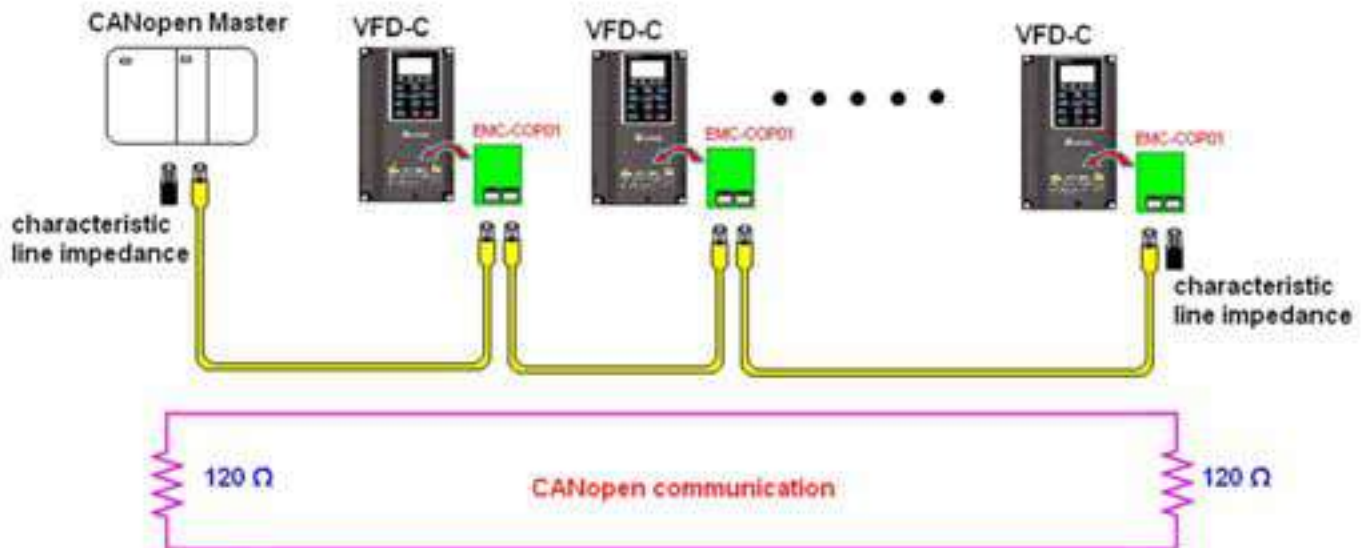 CANopen Master
VFD-C
VFD-C
VFD-C
EMC-COP01
EMC-COP01
EMC-COP01
characteristic
line impedance
characteristic
line impedance
120 Ω
CANopen communication
120 Ω